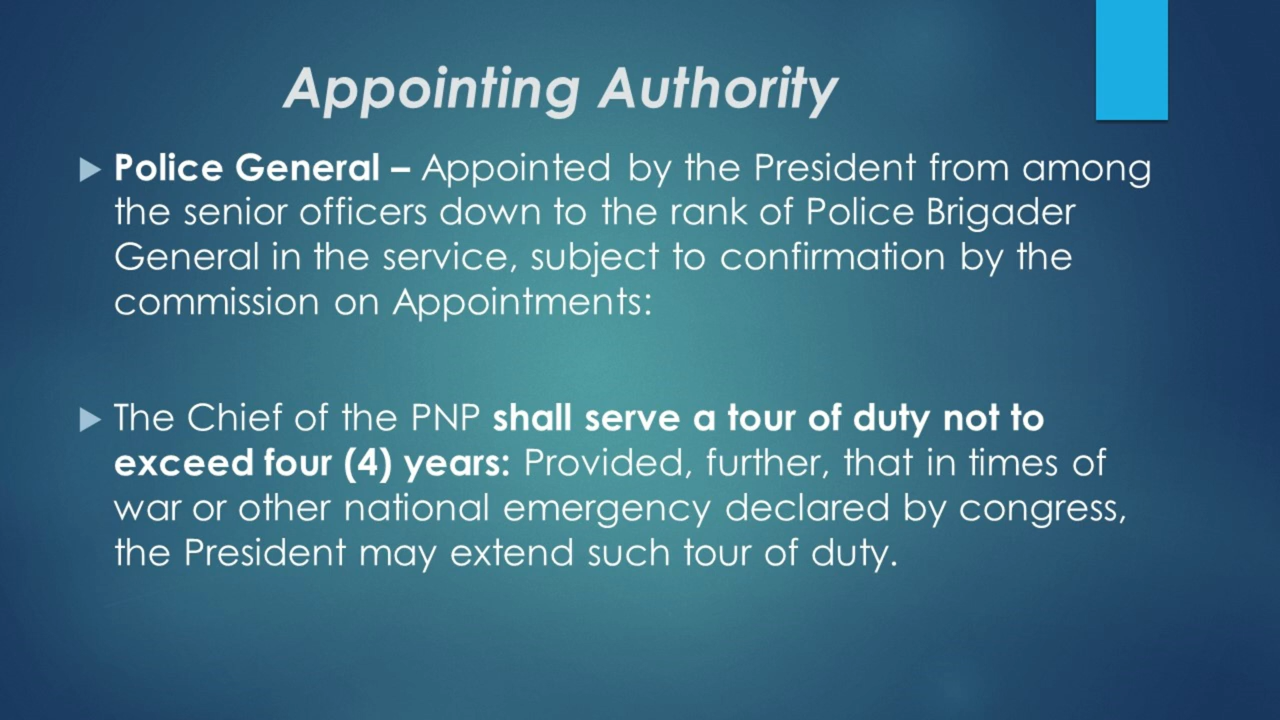 Appointing Authority
Police General – Appointed by the President from among
the senior officers down to the rank of Police Brigader
General in the service, subject to confirmation by the
commission on Appointments:
The Chief of the PNP shall serve a tour of duty not to
exceed four (4) years: Provided, further, that in times of
war or other national emergency declared by congress,
the President may extend such tour of duty.